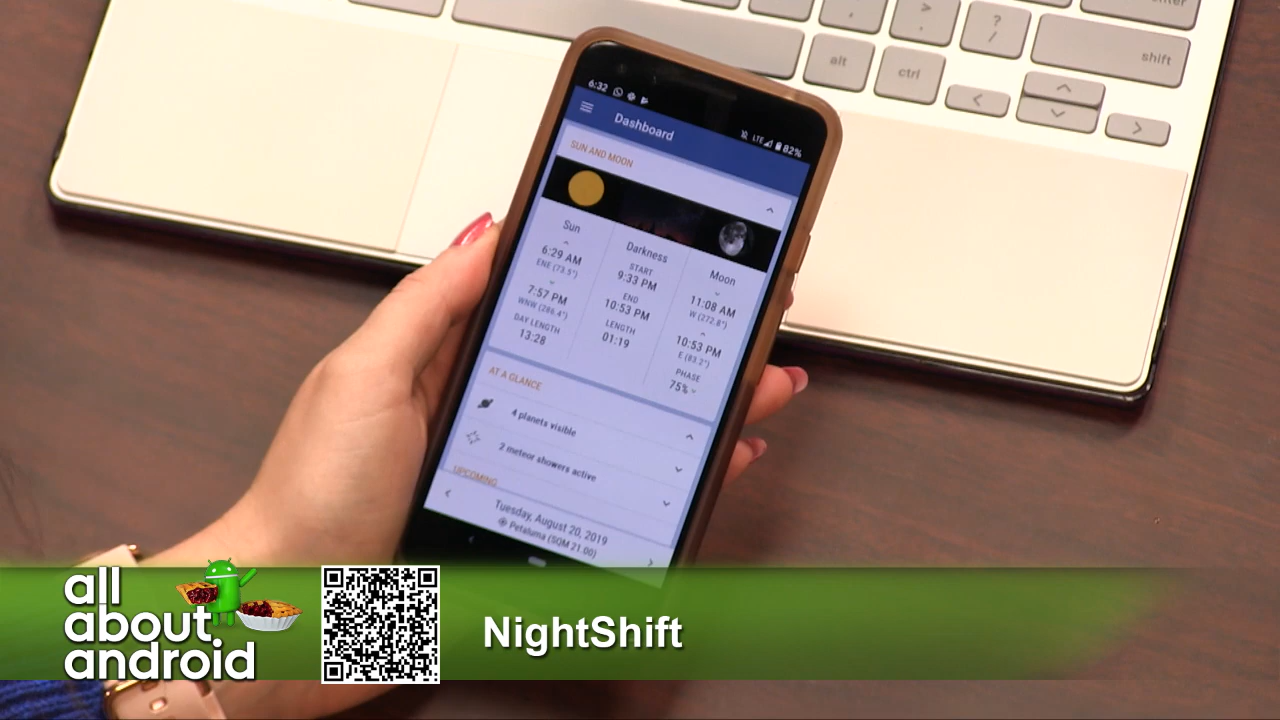 enter
>
.
?
/
shift
alt
ctrl
6:32
LTE 82%
Dashboard
SUN AND MOON
Sun
6:29 AM
ENE (73.5°)
7:57 PM
WNW (286.4°)
DAY LENGTH
13:28
Darkness
START
9:33 PM
END
10:53 PM
LENGTH
01:19
Moon
11:08 AM
W (272.8°)
10:53 PM
E (83.2°)
PHASE
75%
AT A GLANCE
4 planets visible
2 meteor showers active
UPCOMING
Tuesday, August 20, 2019
Petaluma (SQM 21.00)
all
about
android
NightShift